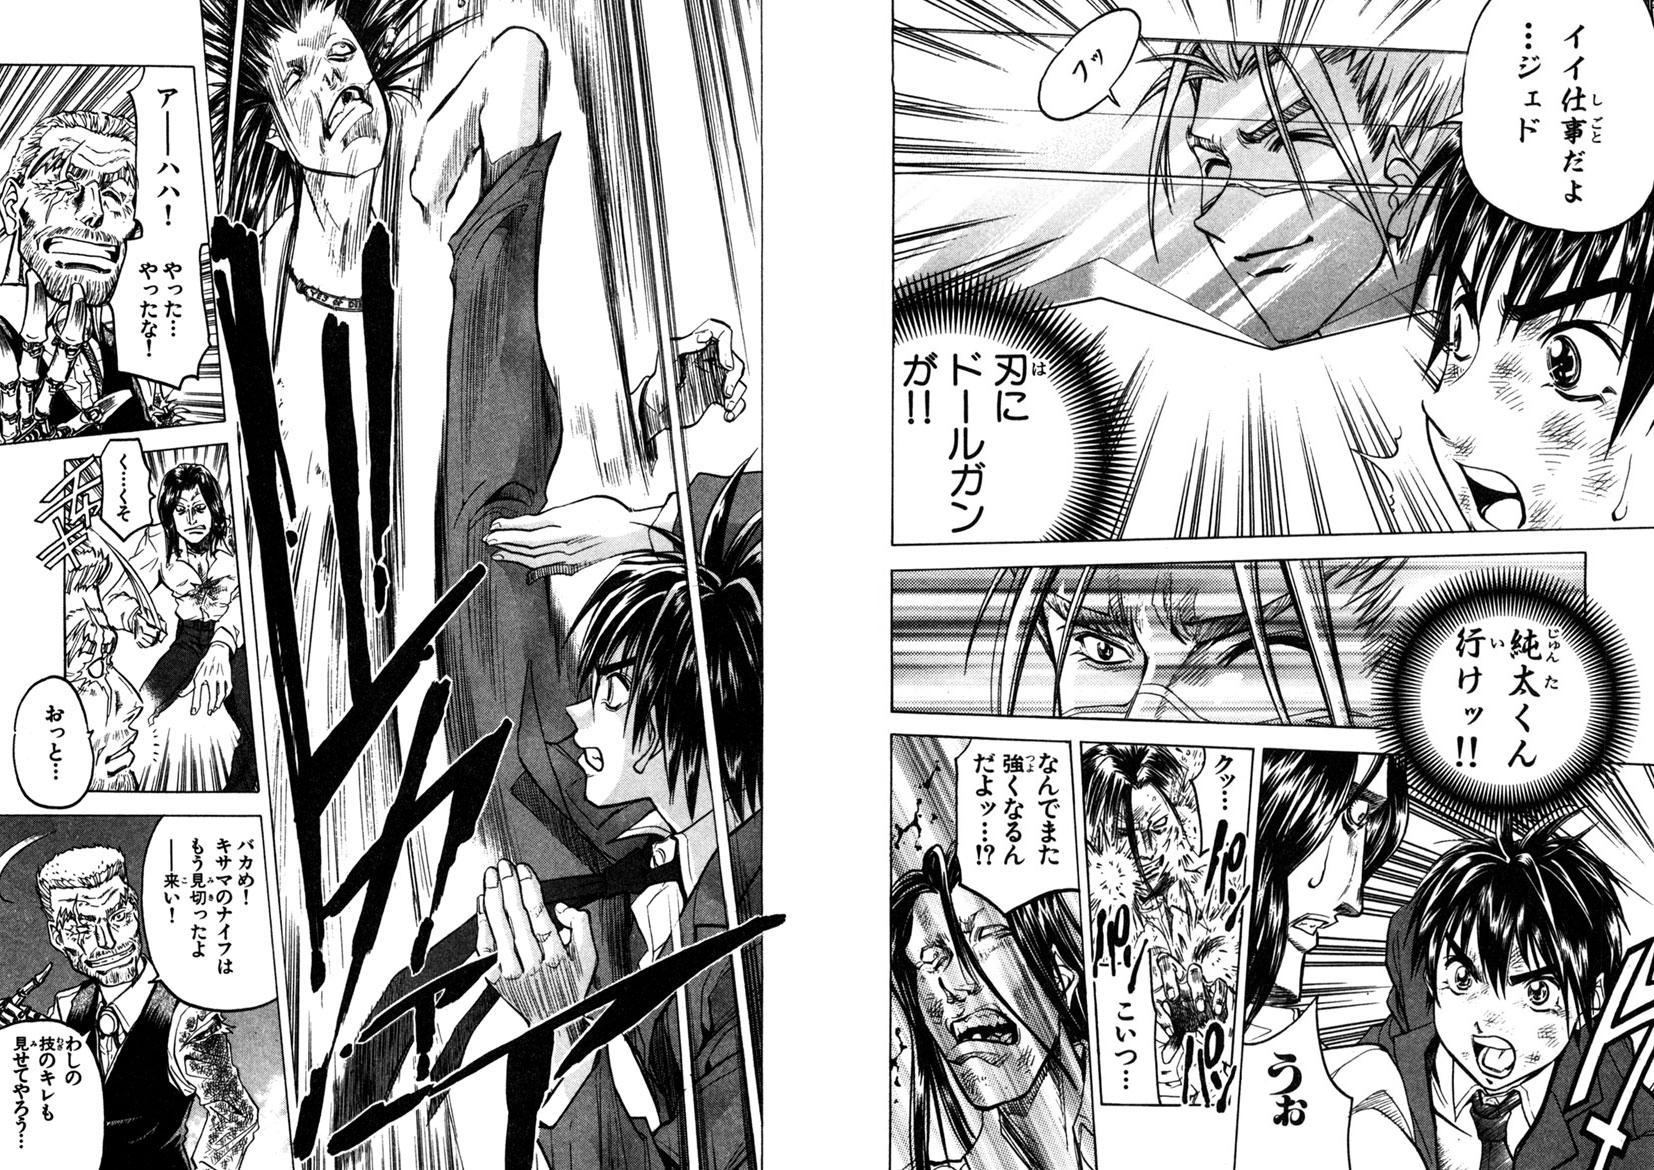 イイ仕事だよ
…ジェド
フッ
刃に
ドールガン
が!!
純太くん
行けッ!!
うぉ
クッ…
こいつ…
なんでまた
強くなるん
だよッ…!?
アーハハ!
やった…
やったな!
く…くそ
おっと…
バカめ!
キサマのナイフは
もう見切ったよ
──来い!
わしの
技のキレも
見せてやろう…